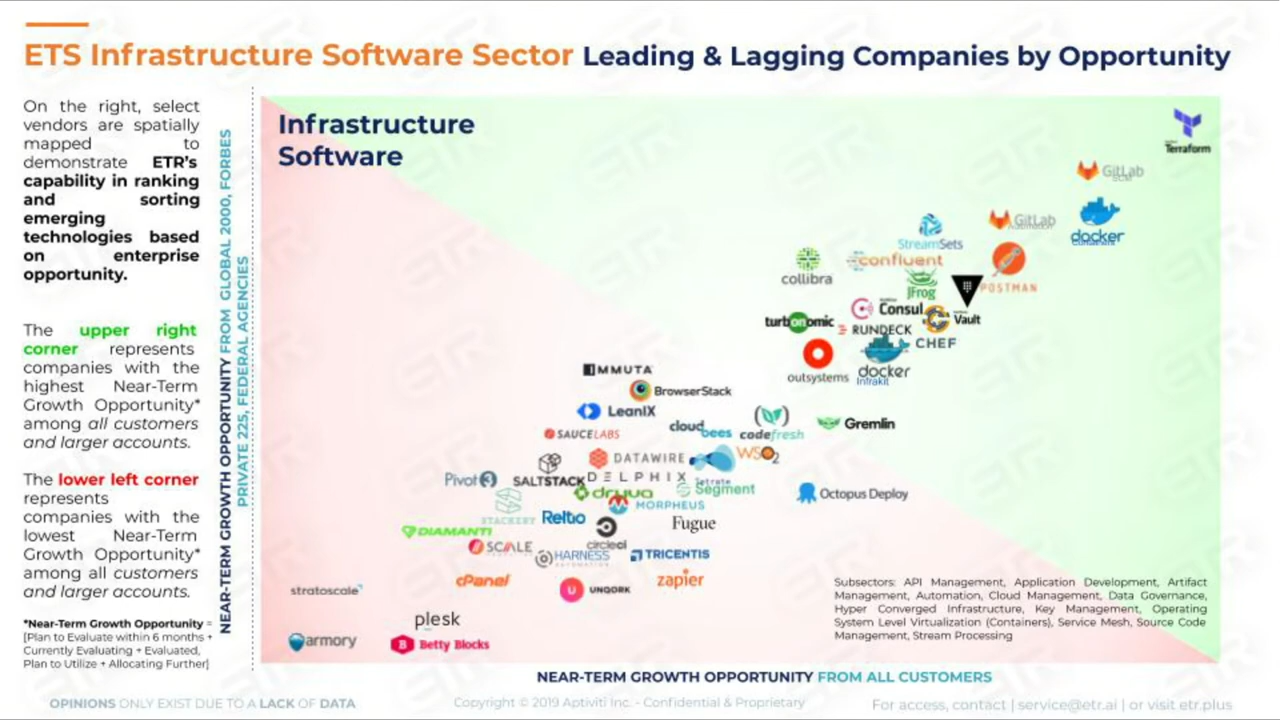 ETS Infrastructure Software Sector Leading & Lagging Companies by Opportunity
On the right, select
vendors are spatially
mapped to
demonstrate ETR's
capability in ranking
and sorting
emerging
technologies based
on enterprise
opportunity.
The upper right
corner represents
companies with the
highest Near-Term
Growth Opportunity*
among all customers
and larger accounts.
The lower left corner
represents
companies with the
lowest Near-Term
Growth Opportunity*
among all customers
and larger accounts.
*Near-Term Growth Opportunity =
[Plan to Evaluate within 6 months +
Currently Evaluating + Evaluated,
Plan to Utilize + Allocating Further]
NEAR-TERM GROWTH OPPORTUNITY FROM GLOBAL 2000, FORBES
PRIVATE 225, FEDERAL AGENCIES
Infrastructure
Software
Terraform
GitLab
SCM
GitLab
Automation
docker
Containers
StreamSets
confluent
collibra
POSTMAN
JFrog
Consul
Vault
turbonomic
RUNDECK
CHEF
outsystems
docker
Infrakit
IMMUTA
BrowserStack
LeanIX
cloudbees
codefresh
Gremlin
SAUCELABS
WSO2
DATAWIRE
Tetrate
SALTSTACK
DELPHIX
Pivot3
druva
Segment
Octopus Deploy
MORPHEUS
STACKERY
Reltio
Fugue
DIAMANTI
circleci
SCALE
HARNESS
AUTOMATION
TRICENTIS
cPanel
zapier
UNQORK
stratoscale
plesk
armory
Betty Blocks
Subsectors: API Management, Application Development, Artifact
Management, Automation, Cloud Management, Data Governance,
Hyper Converged Infrastructure, Key Management, Operating
System Level Virtualization (Containers), Service Mesh, Source Code
Management, Stream Processing
NEAR-TERM GROWTH OPPORTUNITY FROM ALL CUSTOMERS
OPINIONS ONLY EXIST DUE TO A LACK OF DATA
Copyright © 2019 Aptiviti Inc. - Confidential & Proprietary
For access, contact | service@etr.ai | or visit etr.plus